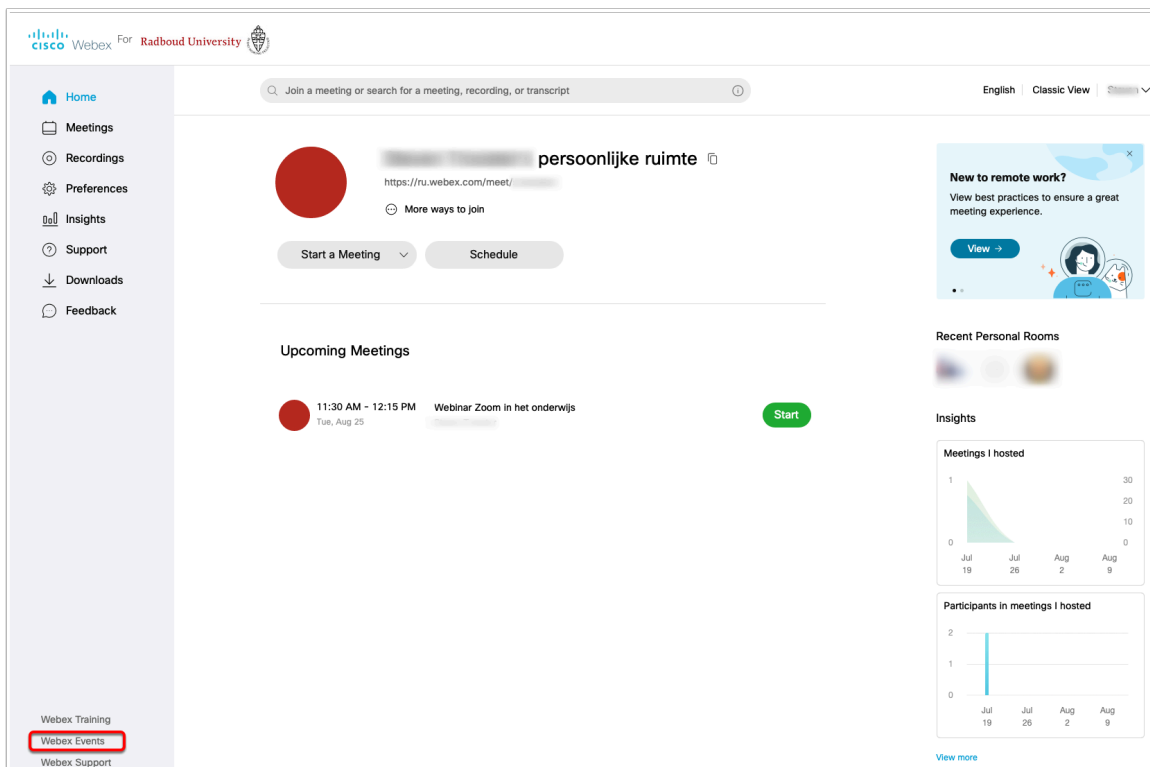 cisco Webex For Radboud University
Join a meeting or search for a meeting, recording, or transcript
English Classic View
Home
Meetings
Recordings
Preferences
Insights
Support
Downloads
Feedback
persoonlijke ruimte
https://ru.webex.com/meet/
More ways to join
Start a Meeting
Schedule
Upcoming Meetings
11:30 AM - 12:15 PM Webinar Zoom in het onderwijs
Tue, Aug 25
Start
New to remote work?
View best practices to ensure a great
meeting experience.
View →
Recent Personal Rooms
Insights
Meetings I hosted
1 30
20
10
0 0
Jul Jul Aug Aug
19 26 2 9
Participants in meetings I hosted
2
1
0
Jul Jul Aug Aug
19 26 2 9
View more
Webex Training
Webex Events
Webex Support